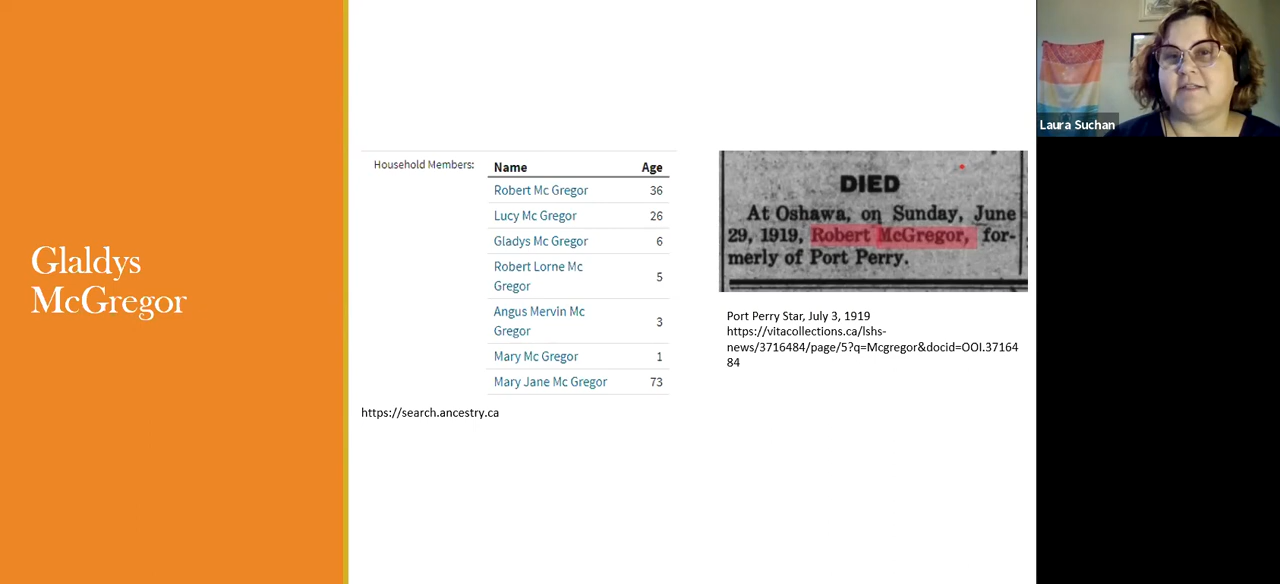 Glaldys
McGregor
Household Members:
Name Age
Robert Mc Gregor 36
Lucy Mc Gregor 26
Gladys Mc Gregor 6
Robert Lorne Mc
Gregor 5
Angus Mervin Mc
Gregor 3
Mary Mc Gregor 1
Mary Jane Mc Gregor 73
https://search.ancestry.ca
DIED
At Oshawa, on Sunday, June
29, 1919, Robert McGregor, for-
merly of Port Perry.
Port Perry Star, July 3, 1919
https://vitacollections.ca/lshs-
news/3716484/page/5?q=Mcgregor&docid=OOI.37164
84
Laura Suchan